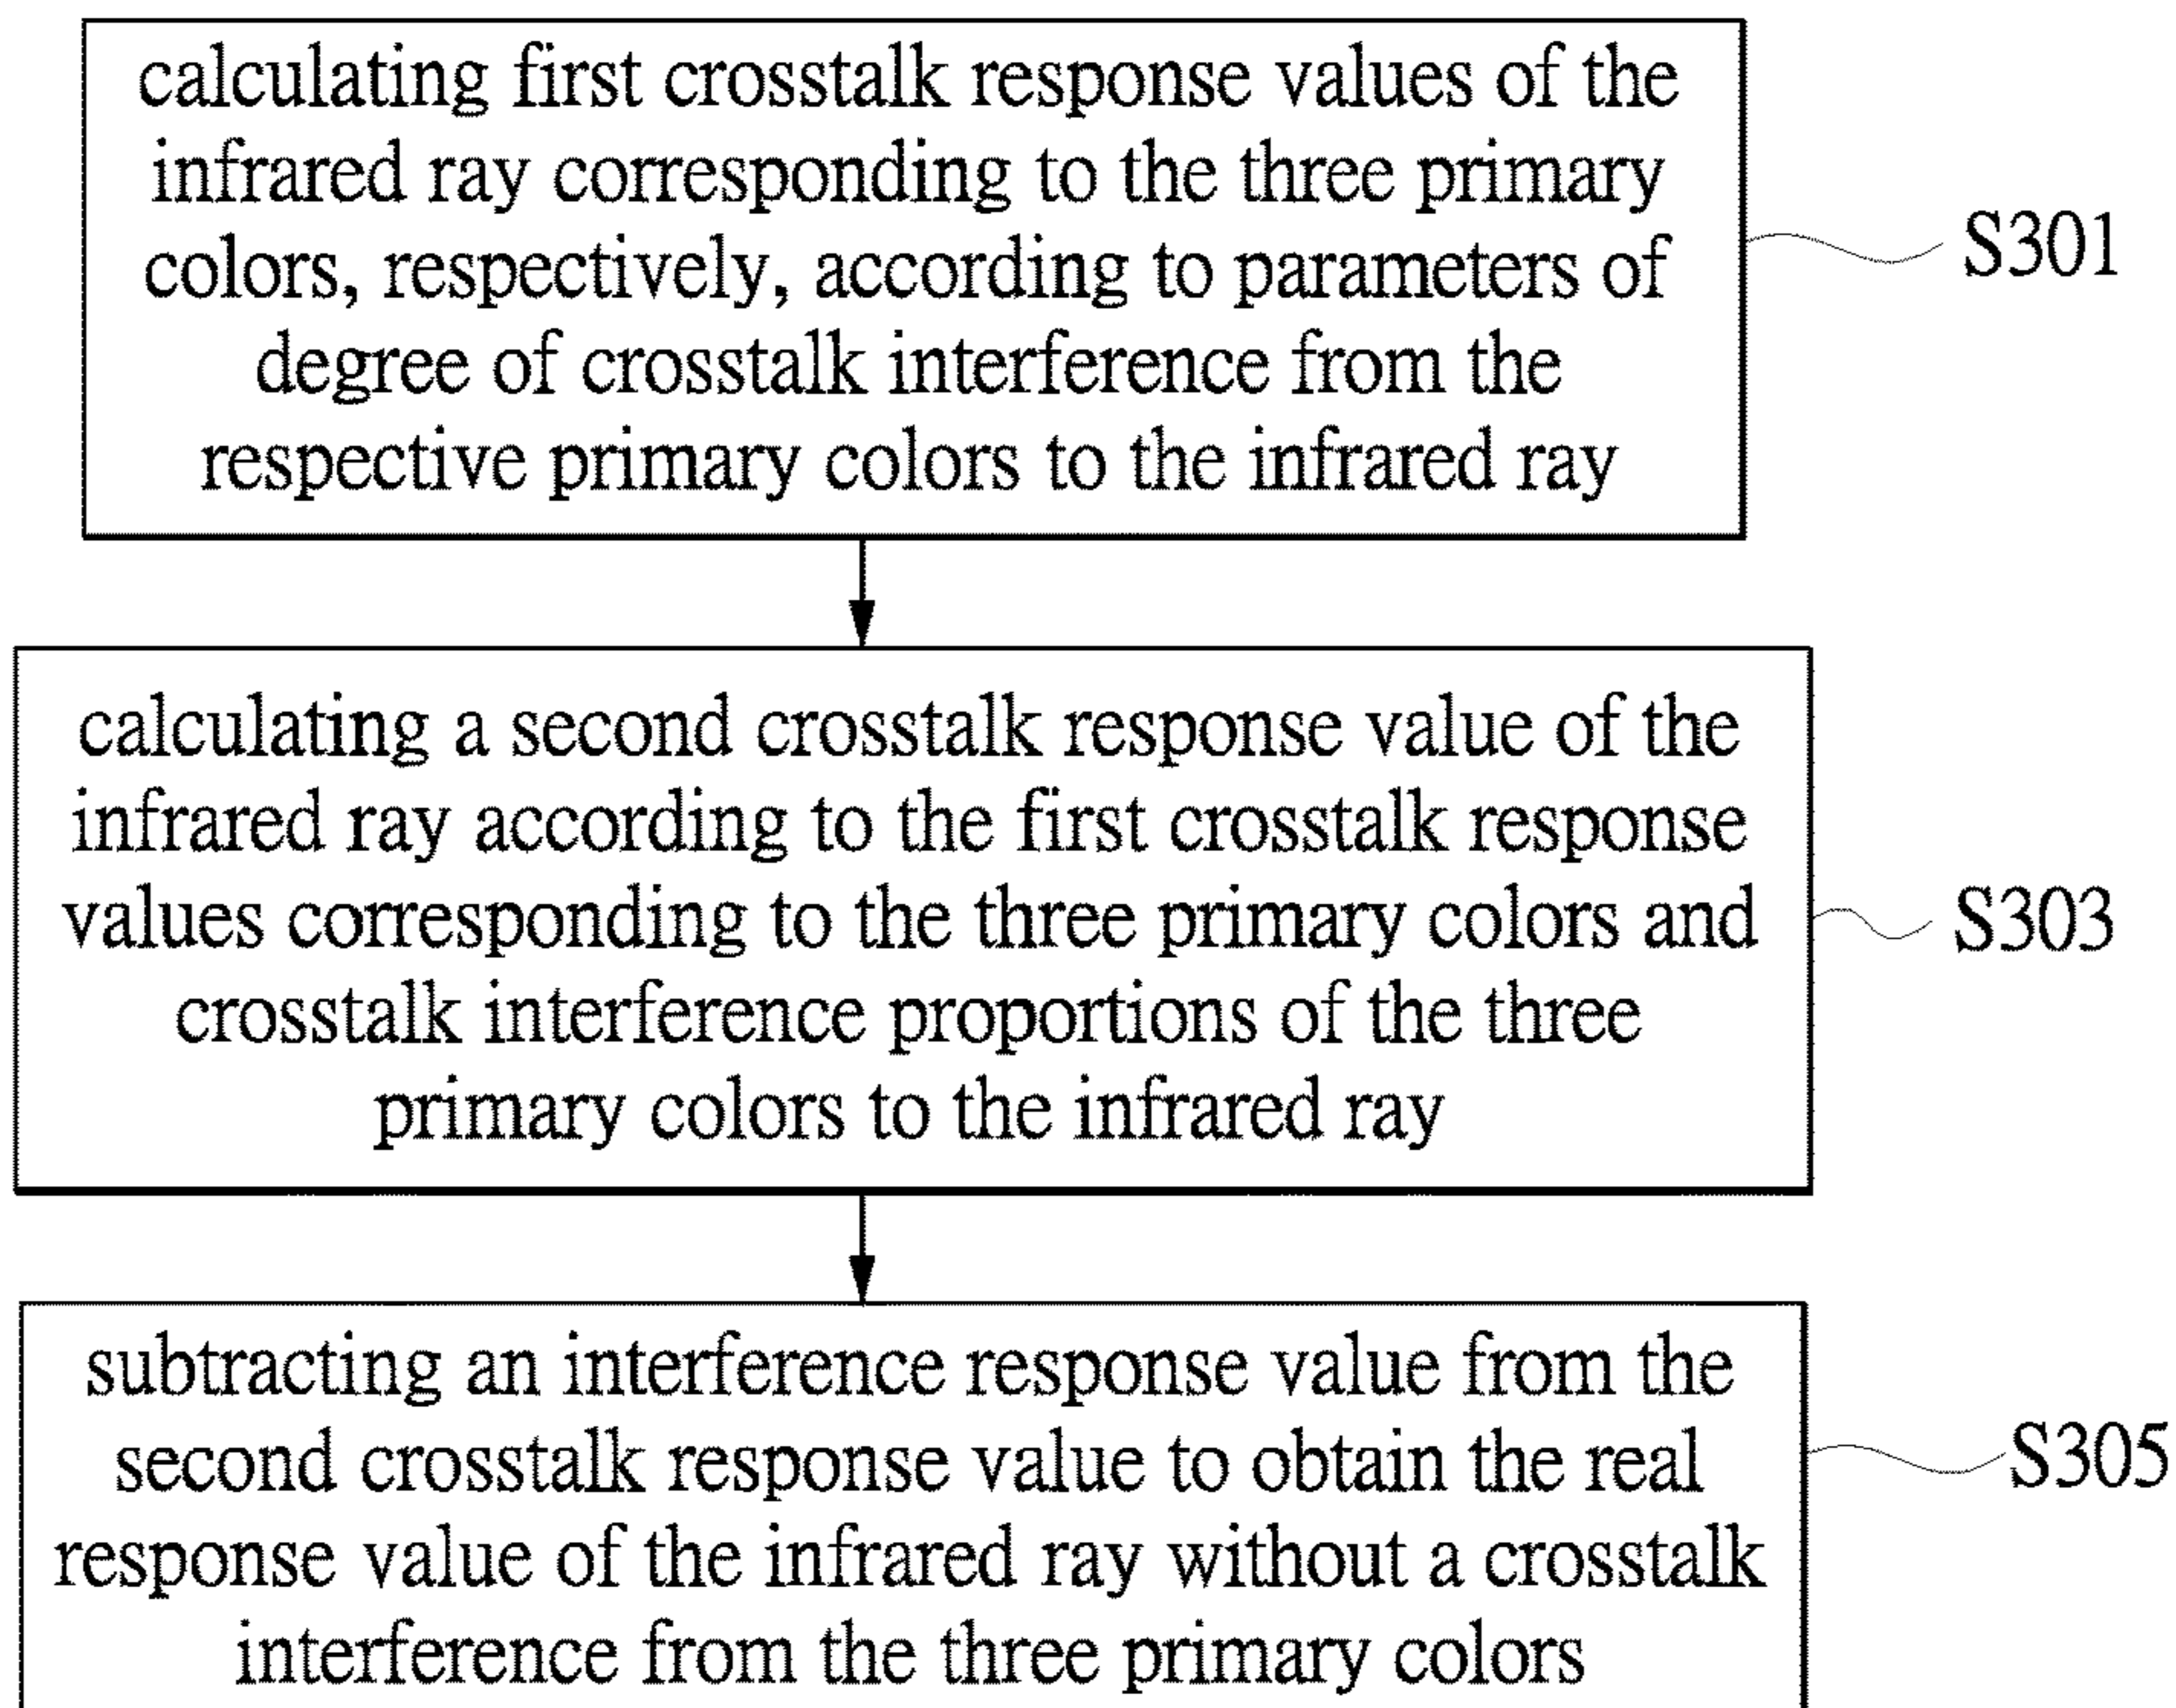 calculating first crosstalk response values of the
infrared ray corresponding to the three primary
colors, respectively, according to parameters of
degree of crosstalk interference from the
respective primary colors to the infrared ray
S301
calculating a second crosstalk response value of the
infrared ray according to the first crosstalk response
values corresponding to the three primary colors and
crosstalk interference proportions of the three
primary colors to the infrared ray
S303
subtracting an interference response value from the
second crosstalk response value to obtain the real
response value of the infrared ray without a crosstalk
interference from the three primary colors
S305